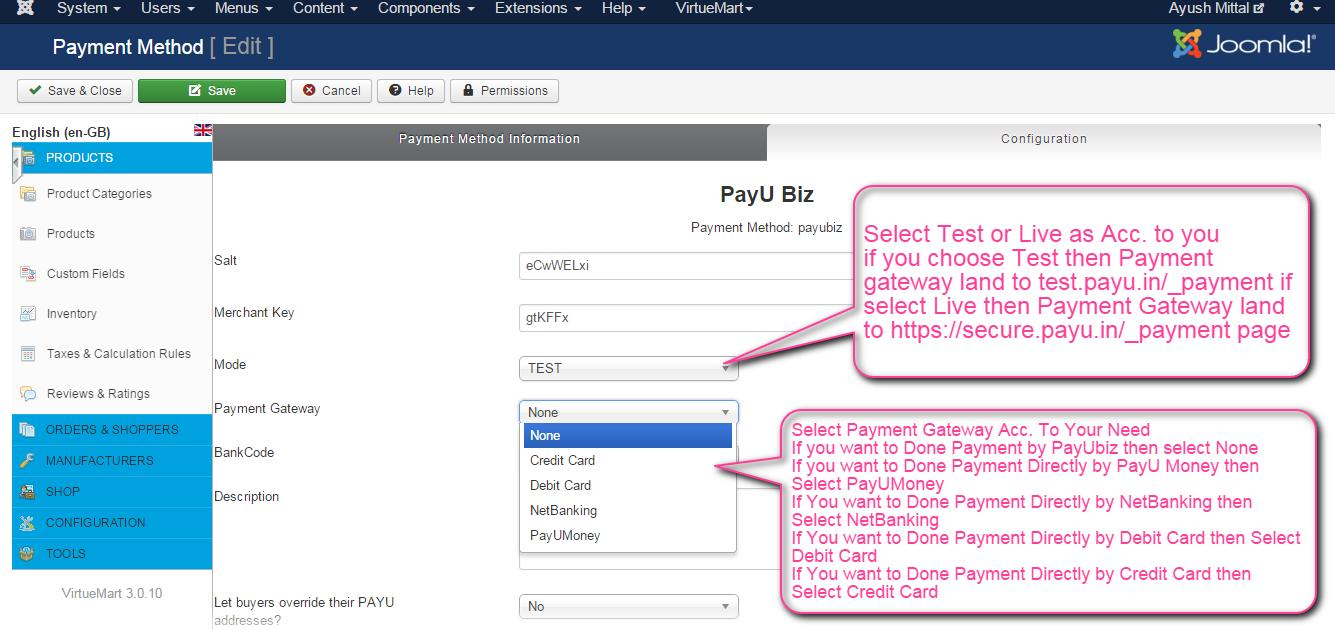 System Users Menus Content Components Extensions Help VirtueMart Ayush Mittal
Payment Method [ Edit ] Joomla!®
Save & Close Save Cancel Help Permissions
English (en-GB)
Payment Method Information Configuration
PRODUCTS
Product Categories
Products
Custom Fields
Inventory
Taxes & Calculation Rules
Reviews & Ratings
ORDERS & SHOPPERS
MANUFACTURERS
SHOP
CONFIGURATION
TOOLS
VirtueMart 3.0.10
PayU Biz
Payment Method: payubiz
Salt eCwWELxi
Merchant Key gtKFFx
Mode TEST
Payment Gateway None
None
Credit Card
Debit Card
NetBanking
PayUMoney
BankCode
Description
Let buyers override their PAYU
addresses?
No
Select Test or Live as Acc. to you
if you choose Test then Payment
gateway land to test.payu.in/_payment if
select Live then Payment Gateway land
to https://secure.payu.in/_payment page
Select Payment Gateway Acc. To Your Need
If you want to Done Payment by PayUbiz then select None
If you want to Done Payment Directly by PayU Money then
Select PayUMoney
If You want to Done Payment Directly by NetBanking then
Select NetBanking
If You want to Done Payment Directly by Debit Card then Select
Debit Card
If You want to Done Payment Directly by Credit Card then
Select Credit Card